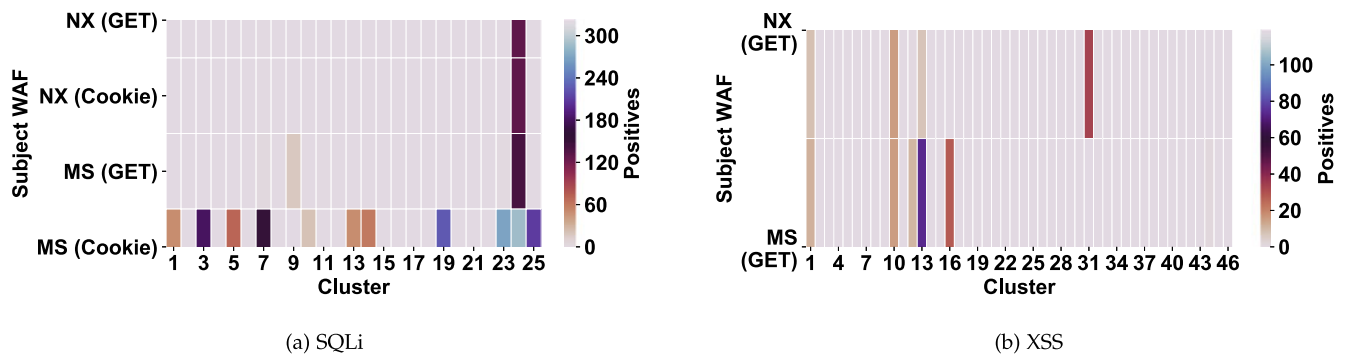 NX (GET)
NX (Cookie)
MS (GET)
MS (Cookie)
Subject WAF
1 3 5 7 9 11 13 15 17 19 21 23 25
Cluster
300
240
180
120
60
0
Positives
(a) SQLi
NX
(GET)
MS
(GET)
Subject WAF
1 4 7 10 13 16 19 22 25 28 31 34 37 40 43 46
Cluster
100
80
60
40
20
0
Positives
(b) XSS